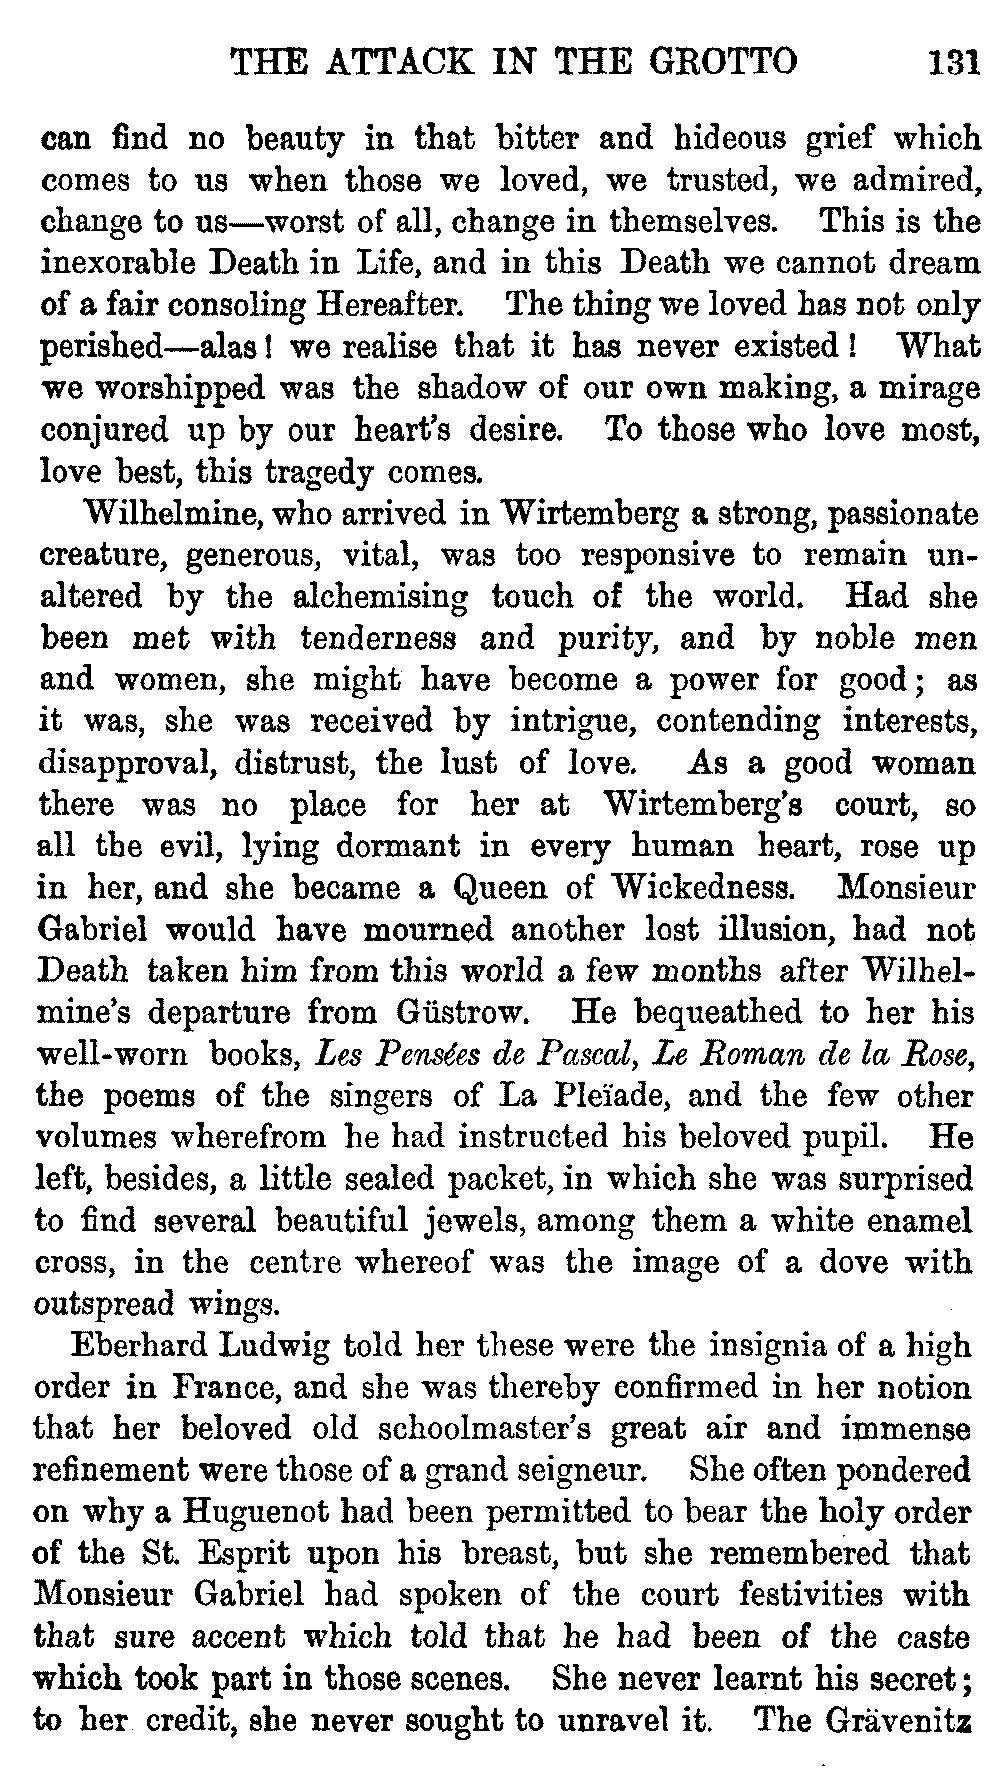 THE ATTACK IN THE GROTTO 131
can find no beauty in that bitter and hideous grief which
comes to us when those we loved, we trusted, we admired,
change to us—worst of all, change in themselves. This is the
inexorable Death in Life, and in this Death we cannot dream
of a fair consoling Hereafter. The thing we loved has not only
perished—alas! we realise that it has never existed! What
we worshipped was the shadow of our own making, a mirage
conjured up by our heart's desire. To those who love most,
love best, this tragedy comes.
Wilhelmine, who arrived in Wirtemberg a strong, passionate
creature, generous, vital, was too responsive to remain un-
altered by the alchemising touch of the world. Had she
been met with tenderness and purity, and by noble men
and women, she might have become a power for good; as
it was, she was received by intrigue, contending interests,
disapproval, distrust, the lust of love. As a good woman
there was no place for her at Wirtemberg's court, so
all the evil, lying dormant in every human heart, rose up
in her, and she became a Queen of Wickedness. Monsieur
Gabriel would have mourned another lost illusion, had not
Death taken him from this world a few months after Wilhel-
mine's departure from Güstrow. He bequeathed to her his
well-worn books, Les Pensées de Pascal, Le Roman de la Rose,
the poems of the singers of La Pleïade, and the few other
volumes wherefrom he had instructed his beloved pupil. He
left, besides, a little sealed packet, in which she was surprised
to find several beautiful jewels, among them a white enamel
cross, in the centre whereof was the image of a dove with
outspread wings.
Eberhard Ludwig told her these were the insignia of a high
order in France, and she was thereby confirmed in her notion
that her beloved old schoolmaster's great air and immense
refinement were those of a grand seigneur. She often pondered
on why a Huguenot had been permitted to bear the holy order
of the St. Esprit upon his breast, but she remembered that
Monsieur Gabriel had spoken of the court festivities with
that sure accent which told that he had been of the caste
which took part in those scenes. She never learnt his secret;
to her credit, she never sought to unravel it. The Grävenitz